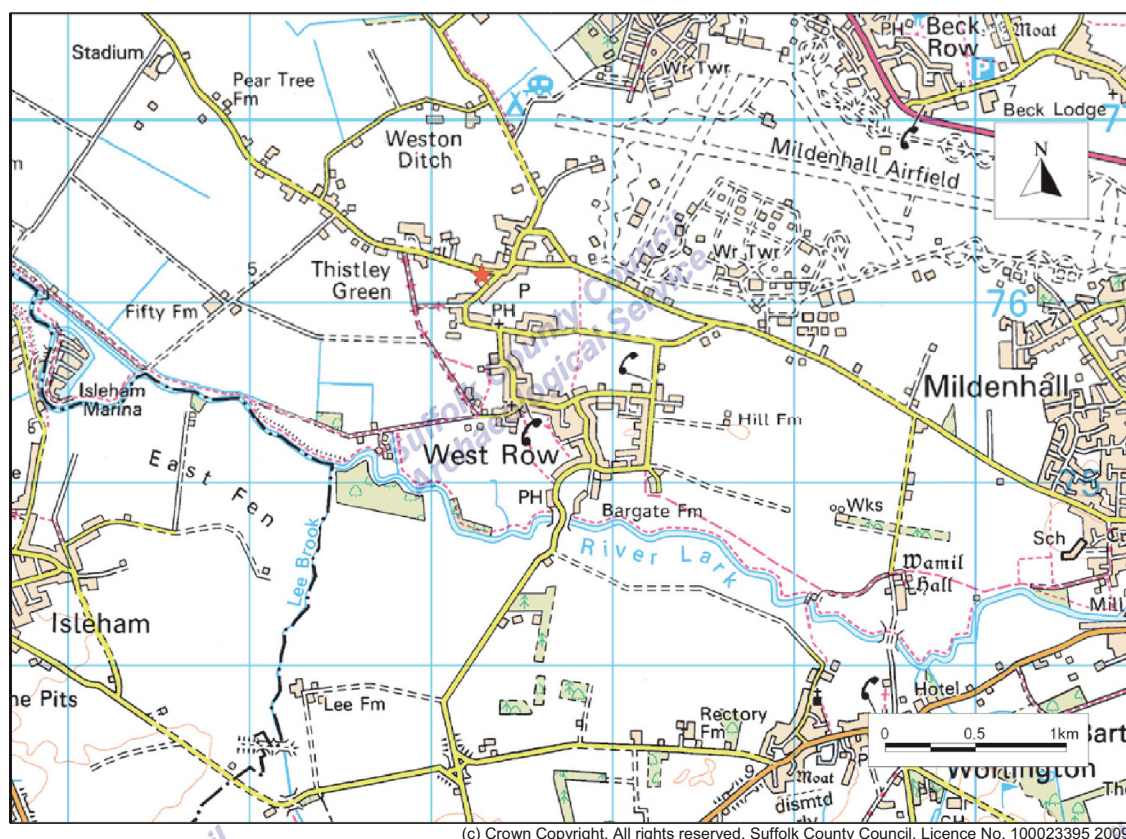 Stadium
Pear Tree
Fm
Weston
Ditch
Wr Twr
PH
Beck
Row
Moat
P
7
Beck Lodge
7
N
Mildenhall Airfield
Thistley
Green
5
Fifty Fm
P
PH
Wr Twr
76
7
Isleham
Marina
East Fen
West Row
Hill Fm
Mildenhall
PH
Bargate Fm
Wks
Sch
River Lark
Wamil
Hall
Mill
Lee Brook
Isleham
Lee Fm
Hotel
Rectory
Fm
9
Moat
dismtd
0 0.5 1km
Worlington
Suffolk County Council
Archaeological Service
(c) Crown Copyright. All rights reserved. Suffolk County Council. Licence No. 100023395 2009